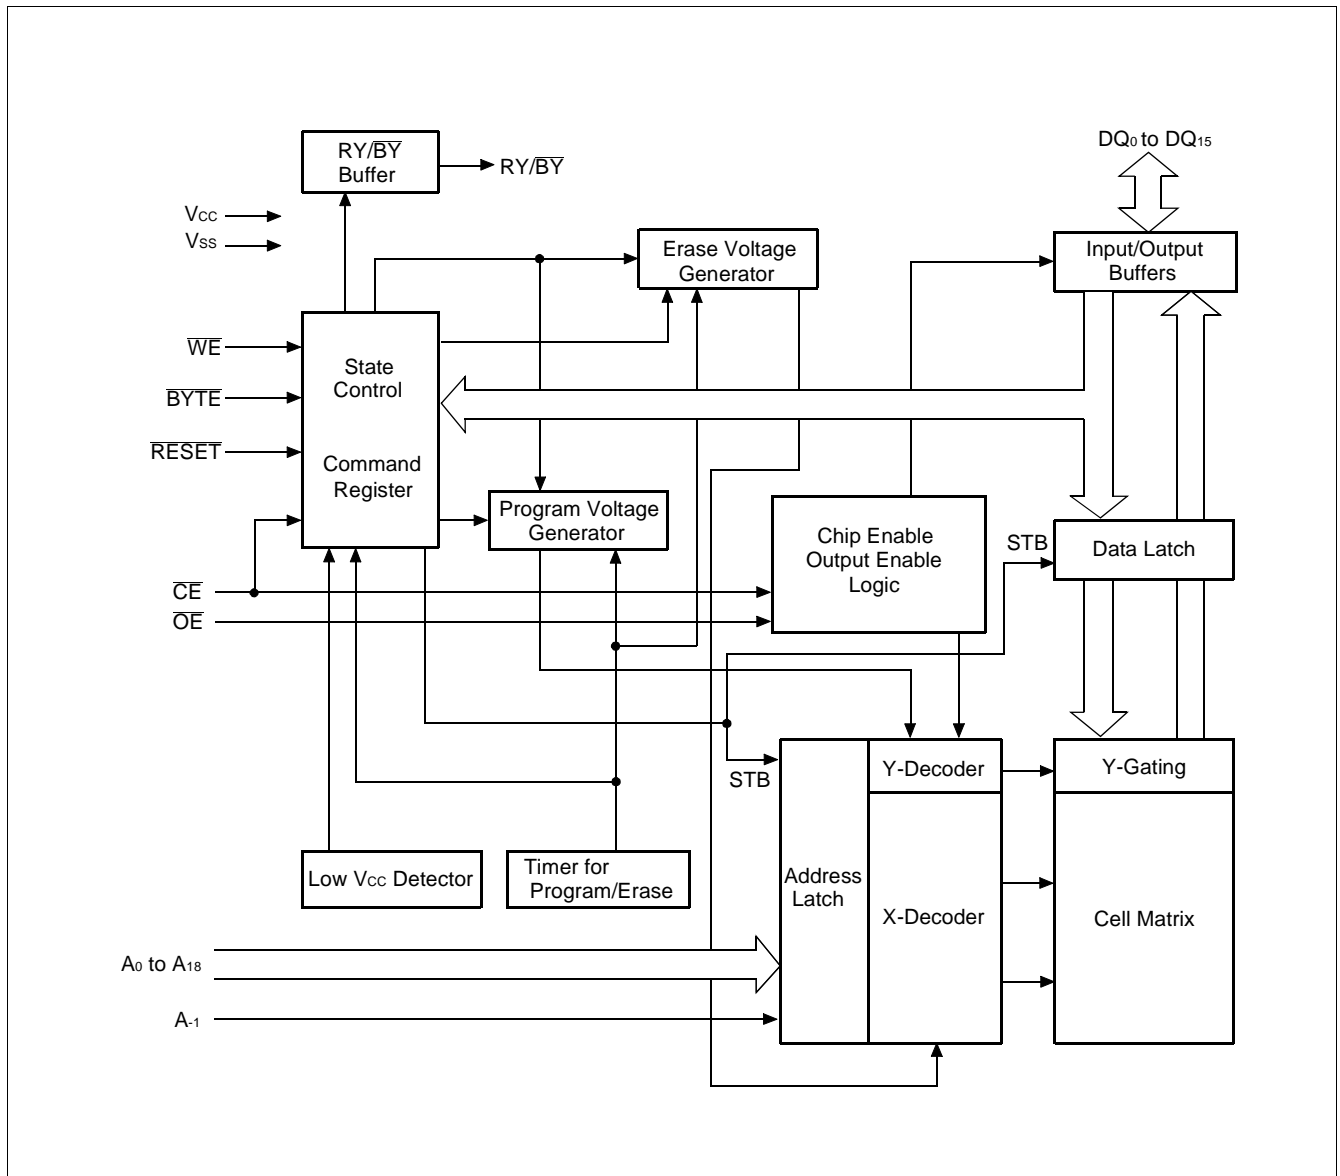 RY/BY
Buffer
RY/BY
DQ0 to DQ15
VCC
VSS
Erase Voltage
Generator
Input/Output
Buffers
WE
State
Control
BYTE
RESET
Command
Register
Program Voltage
Generator
Chip Enable
Output Enable
Logic
STB
Data Latch
CE
OE
STB
Y-Decoder
Y-Gating
Low VCC Detector
Timer for
Program/Erase
Address
Latch
X-Decoder
Cell Matrix
A0 to A18
A-1